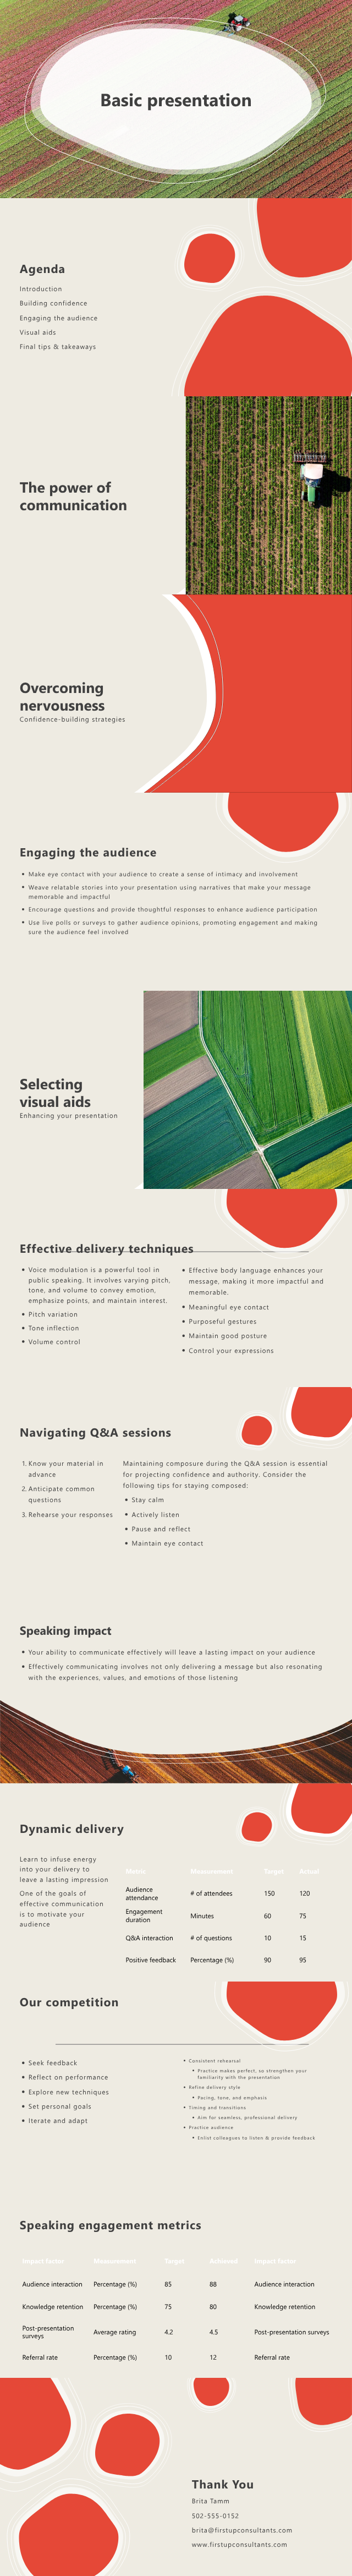 Basic presentation
Agenda
Introduction
Building confidence
Engaging the audience
Visual aids
Final tips & takeaways
The power of
communication
Overcoming
nervousness
Confidence-building strategies
Engaging the audience
• Make eye contact with your audience to create a sense of intimacy and involvement
• Weave relatable stories into your presentation using narratives that make your message
memorable and impactful
• Encourage questions and provide thoughtful responses to enhance audience participation
• Use live polls or surveys to gather audience opinions, promoting engagement and making
sure the audience feel involved
Selecting
visual aids
Enhancing your presentation
Effective delivery techniques
• Voice modulation is a powerful tool in
public speaking. It involves varying pitch,
tone, and volume to convey emotion,
emphasize points, and maintain interest.
• Pitch variation
• Tone inflection
• Volume control
• Effective body language enhances your
message, making it more impactful and
memorable.
• Meaningful eye contact
• Purposeful gestures
• Maintain good posture
• Control your expressions
Navigating Q&A sessions
1. Know your material in
advance
2. Anticipate common
questions
3. Rehearse your responses
Maintaining composure during the Q&A session is essential
for projecting confidence and authority. Consider the
following tips for staying composed:
• Stay calm
• Actively listen
• Pause and reflect
• Maintain eye contact
Speaking impact
• Your ability to communicate effectively will leave a lasting impact on your audience
• Effectively communicating involves not only delivering a message but also resonating
with the experiences, values, and emotions of those listening
Dynamic delivery
Learn to infuse energy
into your delivery to
leave a lasting impression
One of the goals of
effective communication
is to motivate your
audience
Metric Measurement Target Actual
Audience
attendance # of attendees 150 120
Engagement
duration Minutes 60 75
Q&A interaction # of questions 10 15
Positive feedback Percentage (%) 90 95
Our competition
• Seek feedback
• Reflect on performance
• Explore new techniques
• Set personal goals
• Iterate and adapt
• Consistent rehearsal
• Practice makes perfect, so strengthen your
familiarity with the presentation
• Refine delivery style
• Pacing, tone, and emphasis
• Timing and transitions
• Aim for seamless, professional delivery
• Practice audience
• Enlist colleagues to listen & provide feedback
Speaking engagement metrics
Impact factor Measurement Target Achieved Impact factor
Audience interaction Percentage (%) 85 88 Audience interaction
Knowledge retention Percentage (%) 75 80 Knowledge retention
Post-presentation
surveys Average rating 4.2 4.5 Post-presentation surveys
Referral rate Percentage (%) 10 12 Referral rate
Thank You
Brita Tamm
502-555-0152
brita@firstupconsultants.com
www.firstupconsultants.com